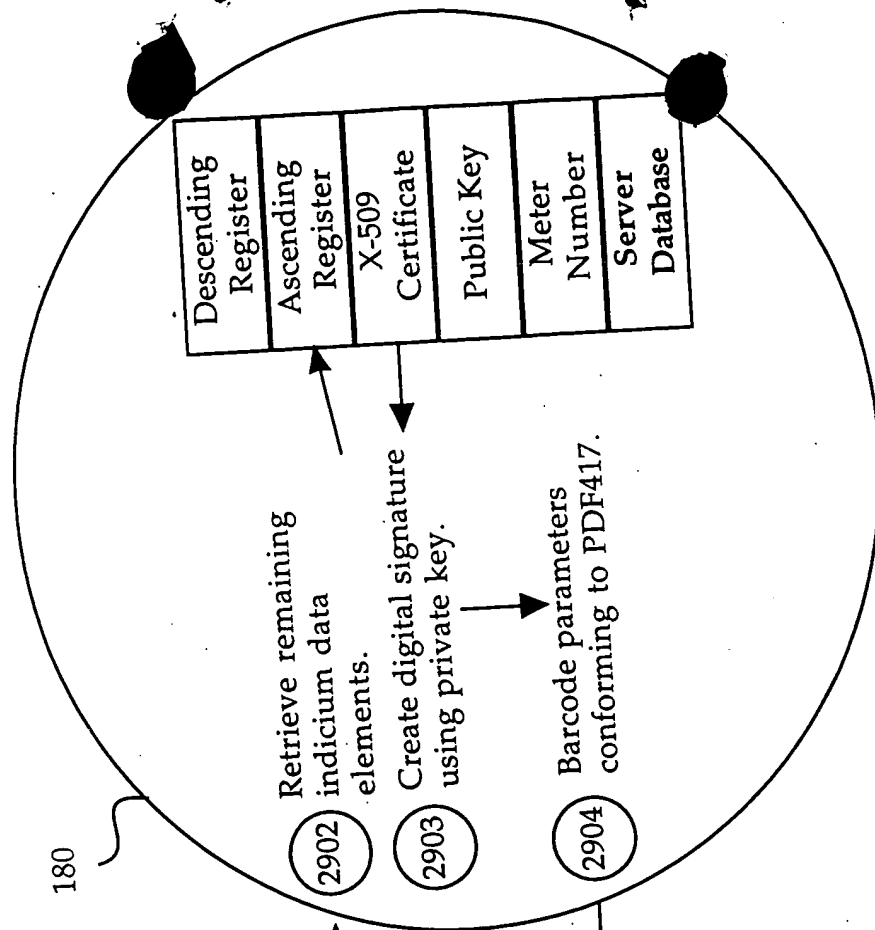 180
2902
Retrieve remaining
indicium data
elements.
2903
Create digital signature
using private key.
2904
Barcode parameters
conforming to PDF417.
Descending
Register
Ascending
Register
X-509
Certificate
Public Key
Meter
Number
Server
Database